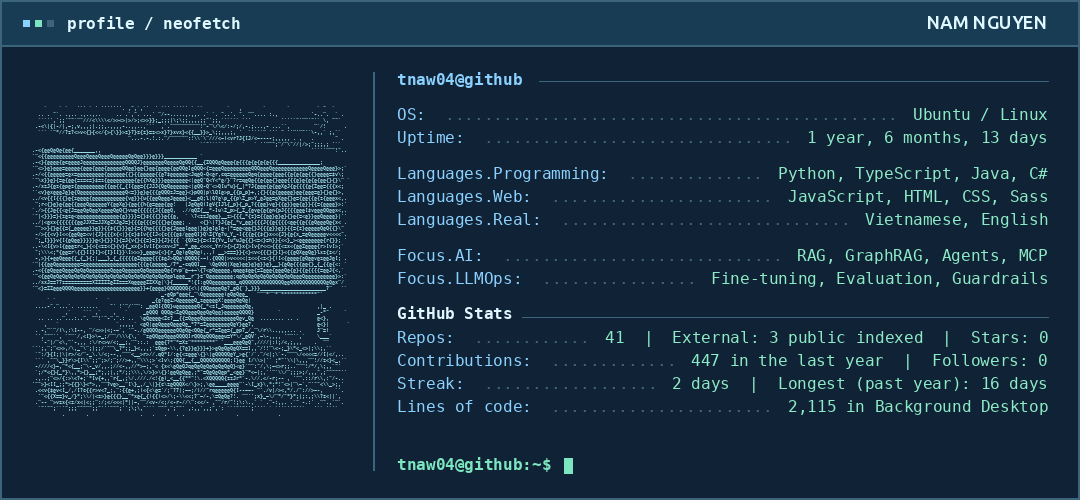 profile / neofetch
NAM NGUYEN
tnaw04@github
OS: Ubuntu / Linux
Uptime: 1 year, 6 months, 13 days
Languages.Programming: Python, TypeScript, Java, C#
Languages.Web: JavaScript, HTML, CSS, Sass
Languages.Real: Vietnamese, English
Focus.AI: RAG, GraphRAG, Agents, MCP
Focus.LLMOps: Fine-tuning, Evaluation, Guardrails
GitHub Stats
Repos: 41 | External: 3 public indexed | Stars: 0
Contributions: 447 in the last year | Followers: 0
Streak: 2 days | Longest (past year): 16 days
Lines of code: 2,115 in Background Desktop
tnaw04@github:~$